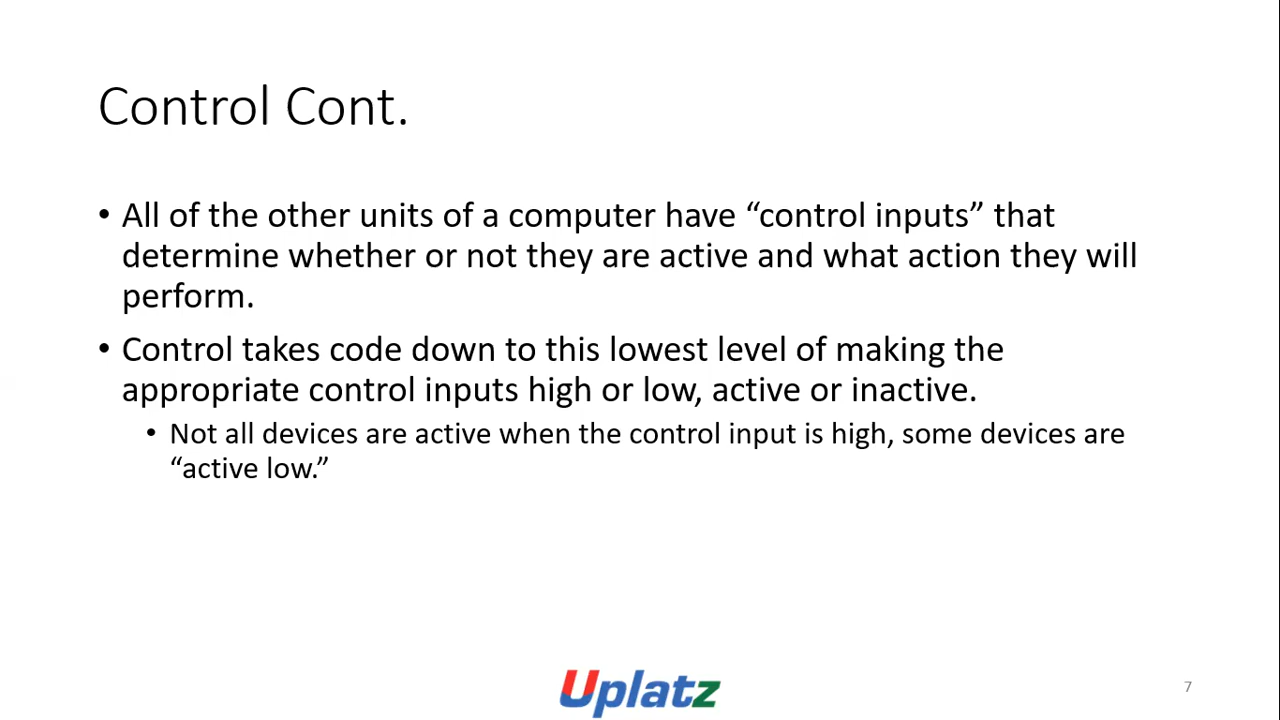 Control Cont.
• All of the other units of a computer have “control inputs” that
determine whether or not they are active and what action they will
perform.
• Control takes code down to this lowest level of making the
appropriate control inputs high or low, active or inactive.
• Not all devices are active when the control input is high, some devices are
“active low.”
Uplatz
7